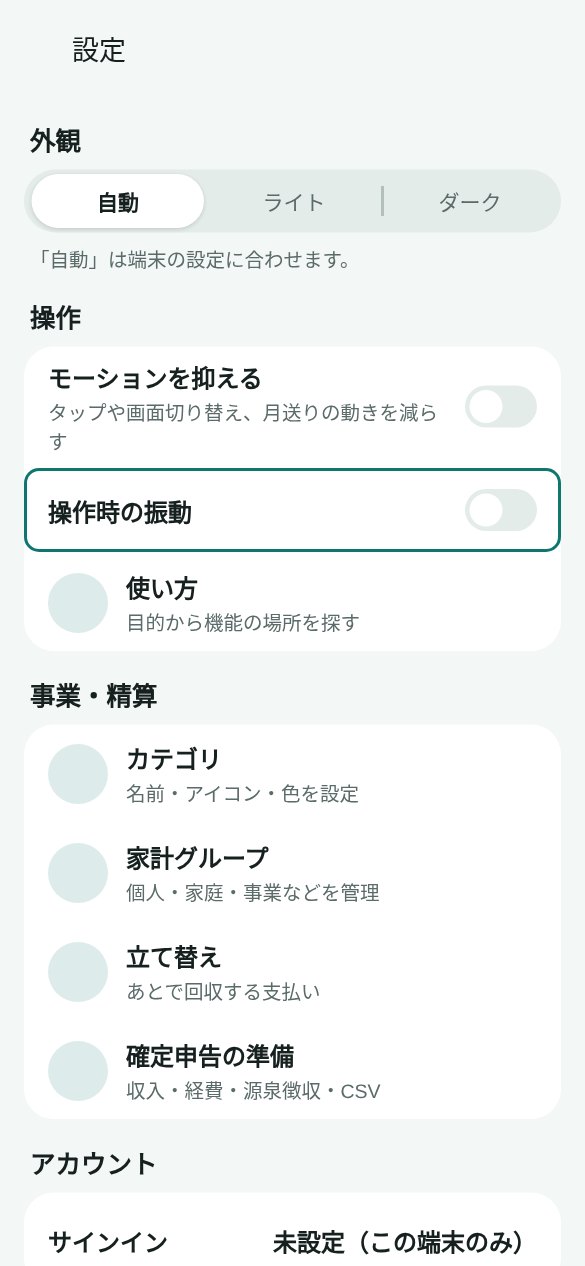 設定
外観
自動
ライト
ダーク
「自動」は端末の設定に合わせます。
操作
モーションを抑える
タップや画面切り替え、月送りの動きを減ら
す
操作時の振動
使い方
目的から機能の場所を探す
事業・精算
カテゴリ
名前・アイコン・色を設定
家計グループ
個人・家庭・事業などを管理
立て替え
あとで回収する支払い
確定申告の準備
収入・経費・源泉徴収・CSV
アカウント
サインイン
未設定（この端末のみ）